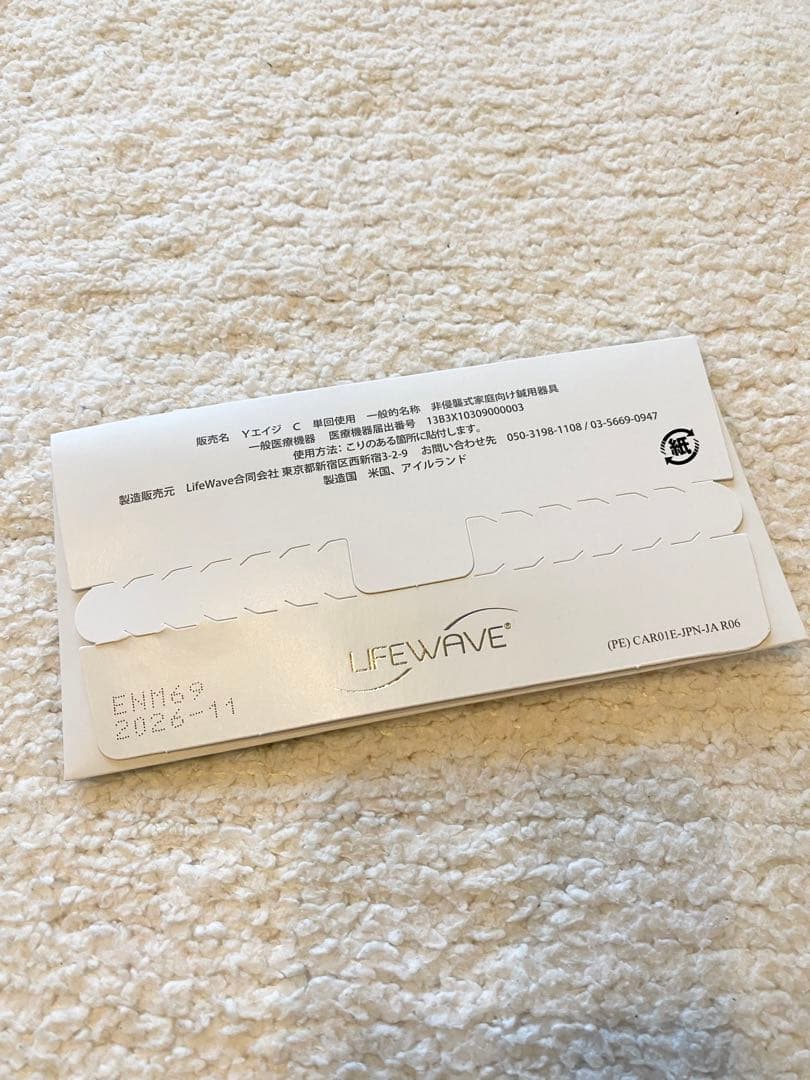 販売名　Yエイジ　C　単回使用　一般的名称　非侵襲式家庭向け鍼用器具
一般医療機器　医療機器届出番号　13B3X10309000003
使用方法：こりのある箇所に貼付します。
製造販売元　LifeWave合同会社 東京都新宿区西新宿3-2-9　お問い合わせ先　050-3198-1108 / 03-5669-0947
製造国　米国、アイルランド
紙
LIFEWAVE®
(PE) CAR01E-JPN-JA R06
ENM69
2026-11